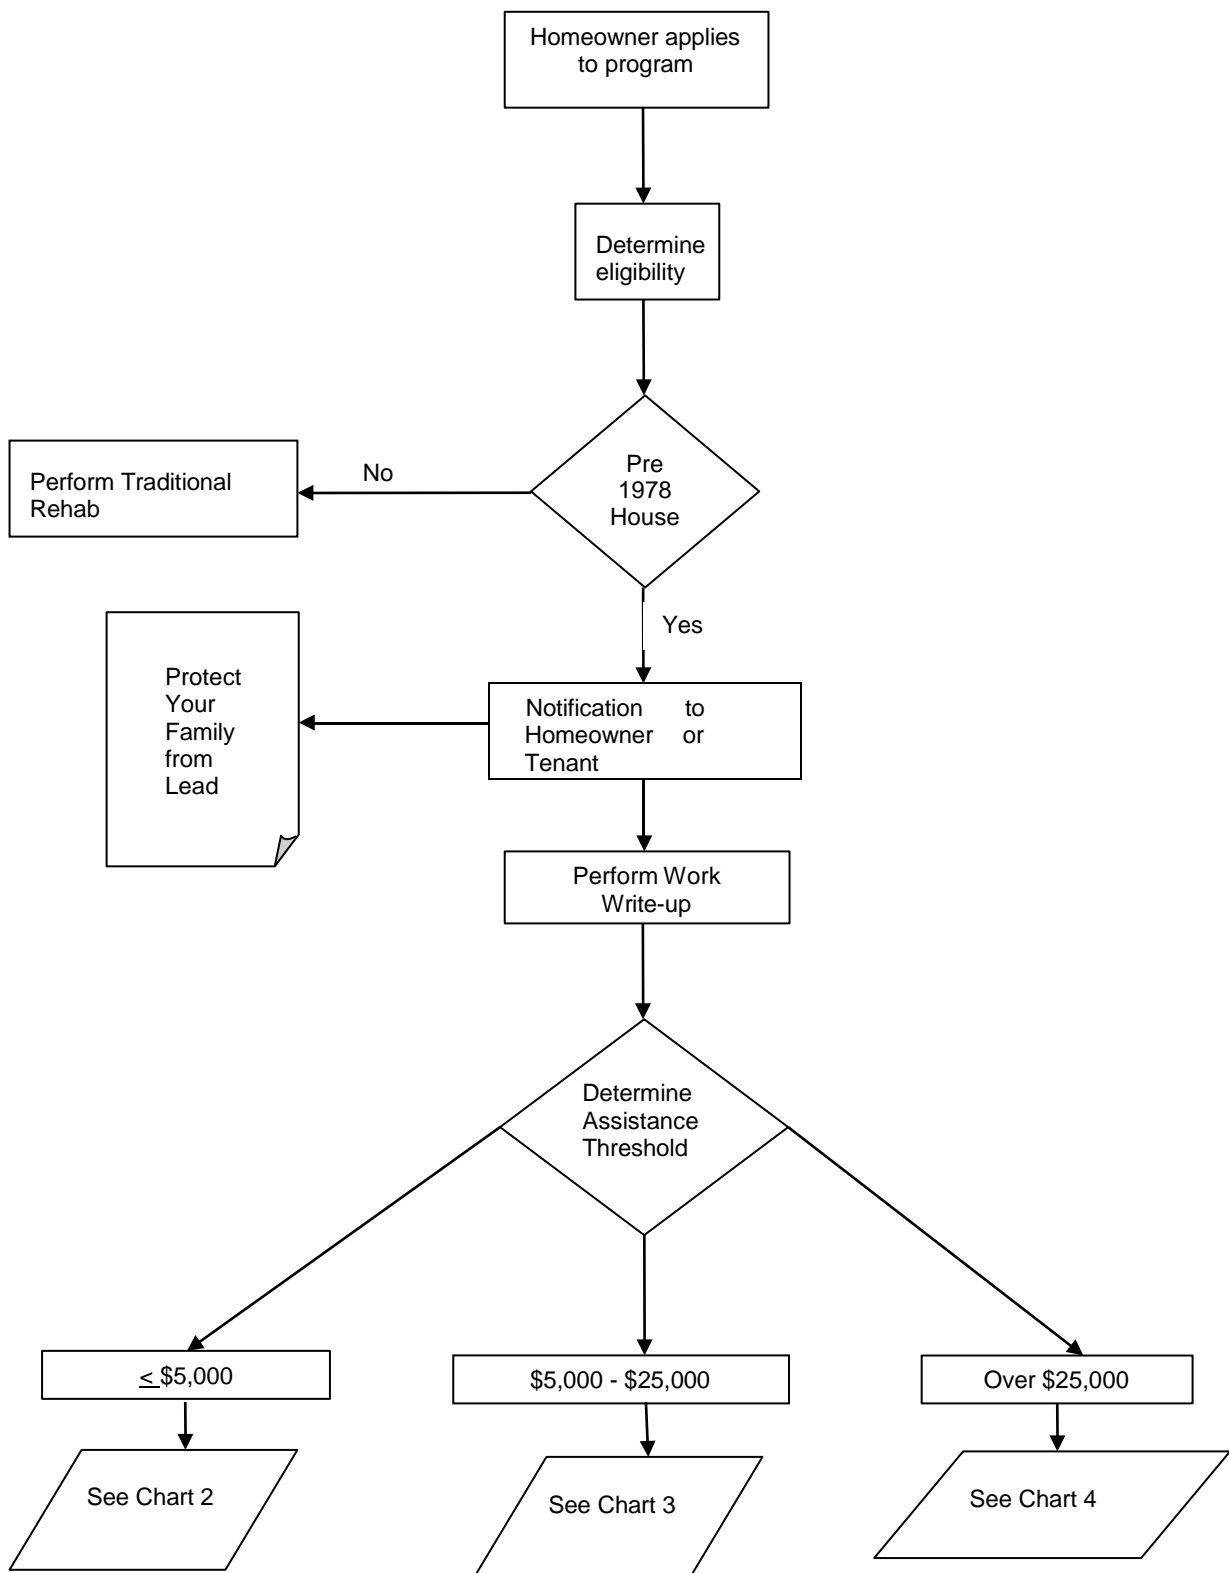 Homeowner applies
to program
Determine
eligibility
Pre
1978
House
No
Perform Traditional
Rehab
Yes
Protect
Your
Family
from
Lead
Notification to
Homeowner or
Tenant
Perform Work
Write-up
Determine
Assistance
Threshold
< $5,000
$5,000 - $25,000
Over $25,000
See Chart 2
See Chart 3
See Chart 4